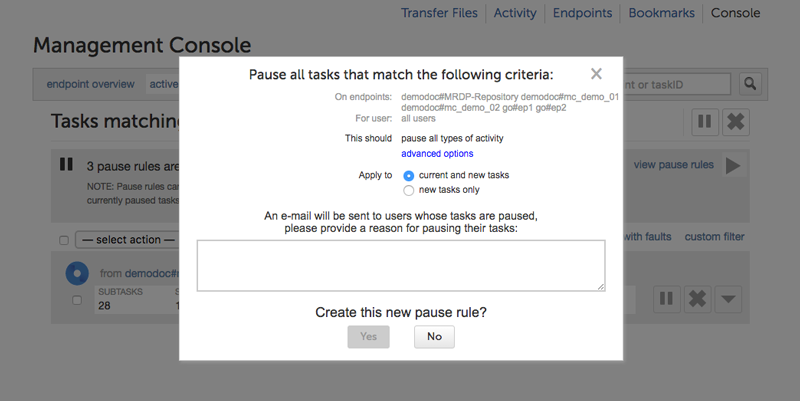 Transfer Files Activity Endpoints Bookmarks Console
Management Console
endpoint overview active
nt or taskID
Tasks matching
Pause all tasks that match the following criteria:
On endpoints: demodoc#MRDP-Repository demodoc#mc_demo_01
demodoc#mc_demo_02 go#ep1 go#ep2
For user: all users
This should pause all types of activity
advanced options
Apply to current and new tasks
new tasks only
An e-mail will be sent to users whose tasks are paused,
please provide a reason for pausing their tasks:
Create this new pause rule?
Yes No
3 pause rules are
view pause rules
NOTE: Pause rules can
currently paused tasks
— select action —
with faults custom filter
from demodoc#
SUBTASKS
28